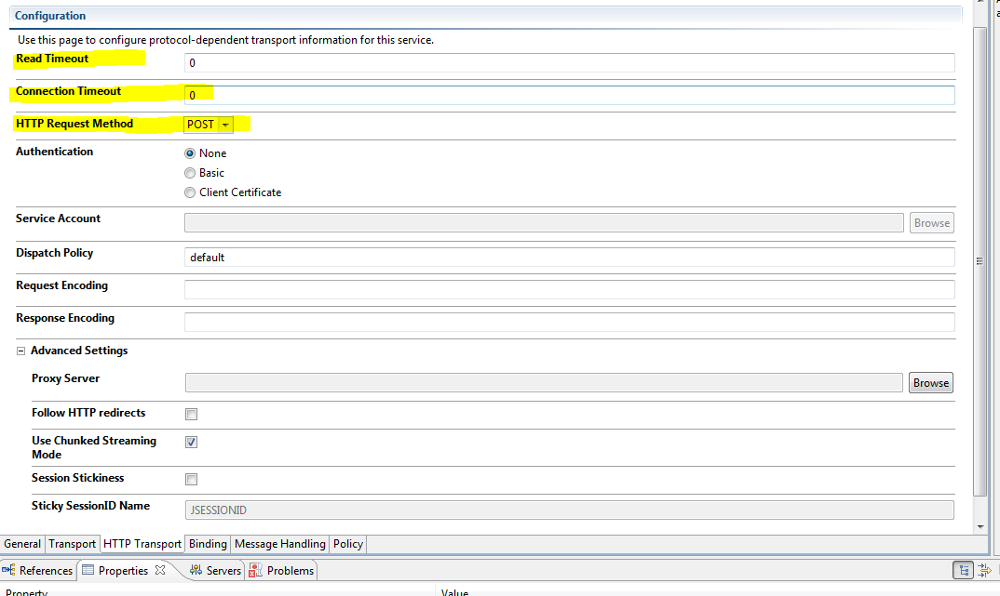 Configuration
Use this page to configure protocol-dependent transport information for this service.
Read Timeout
0
Connection Timeout
0
HTTP Request Method
POST
Authentication
None
Basic
Client Certificate
Service Account
Browse
Dispatch Policy
default
Request Encoding
Response Encoding
Advanced Settings
Proxy Server
Browse
Follow HTTP redirects
Use Chunked Streaming
Mode
Session Stickiness
Sticky SessionID Name
JSESSIONID
General Transport HTTP Transport Binding Message Handling Policy
References Properties Servers Problems
Property Value